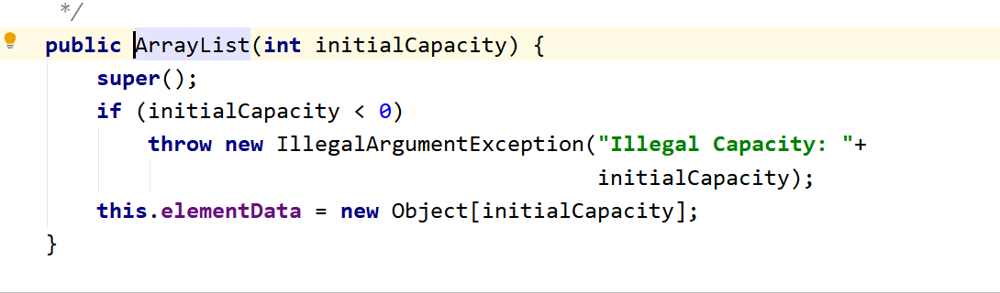 */
public ArrayList(int initialCapacity) {
super();
if (initialCapacity < 0)
throw new IllegalArgumentException("Illegal Capacity: "+
initialCapacity);
this.elementData = new Object[initialCapacity];
}